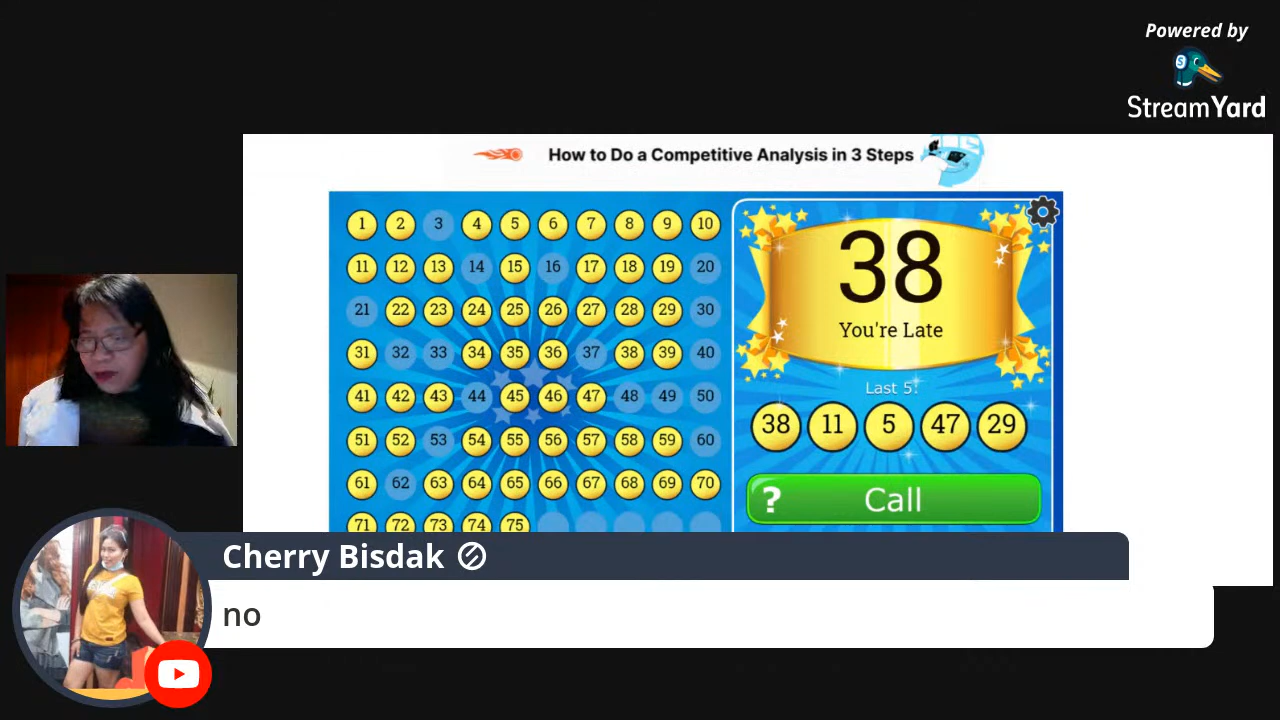 Powered by
StreamYard
How to Do a Competitive Analysis in 3 Steps
1 2 3 4 5 6 7 8 9 10
11 12 13 14 15 16 17 18 19 20
21 22 23 24 25 26 27 28 29 30
31 32 33 34 35 36 37 38 39 40
41 42 43 44 45 46 47 48 49 50
51 52 53 54 55 56 57 58 59 60
61 62 63 64 65 66 67 68 69 70
71 72 73 74 75
38
You're Late
Last 5:
38 11 5 47 29
? Call
Cherry Bisdak
no